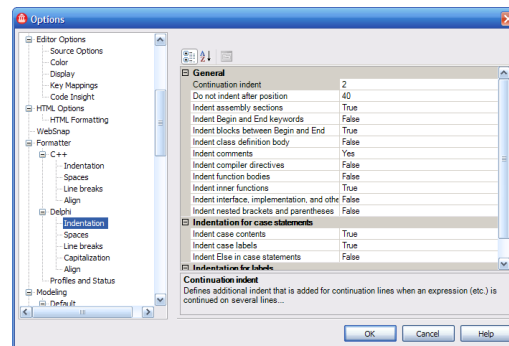 Options
Editor Options
Source Options
Color
Display
Key Mappings
Code Insight
HTML Options
HTML Formatting
WebSnap
Formatter
C++
Indentation
Spaces
Line breaks
Align
Delphi
Indentation
Spaces
Line breaks
Capitalization
Align
Profiles and Status
Modeling
Default
General
Continuation indent 2
Do not indent after position 40
Indent assembly sections True
Indent Begin and End keywords False
Indent blocks between Begin and End True
Indent class definition body False
Indent comments Yes
Indent compiler directives False
Indent function bodies False
Indent inner functions True
Indent interface, implementation, and othe False
Indent nested brackets and parentheses False
Indentation for case statements
Indent case contents True
Indent case labels True
Indent Else in case statements False
Indentation for labels
Continuation indent
Defines additional indent that is added for continuation lines when an expression (etc.) is
continued on several lines...
OK Cancel Help